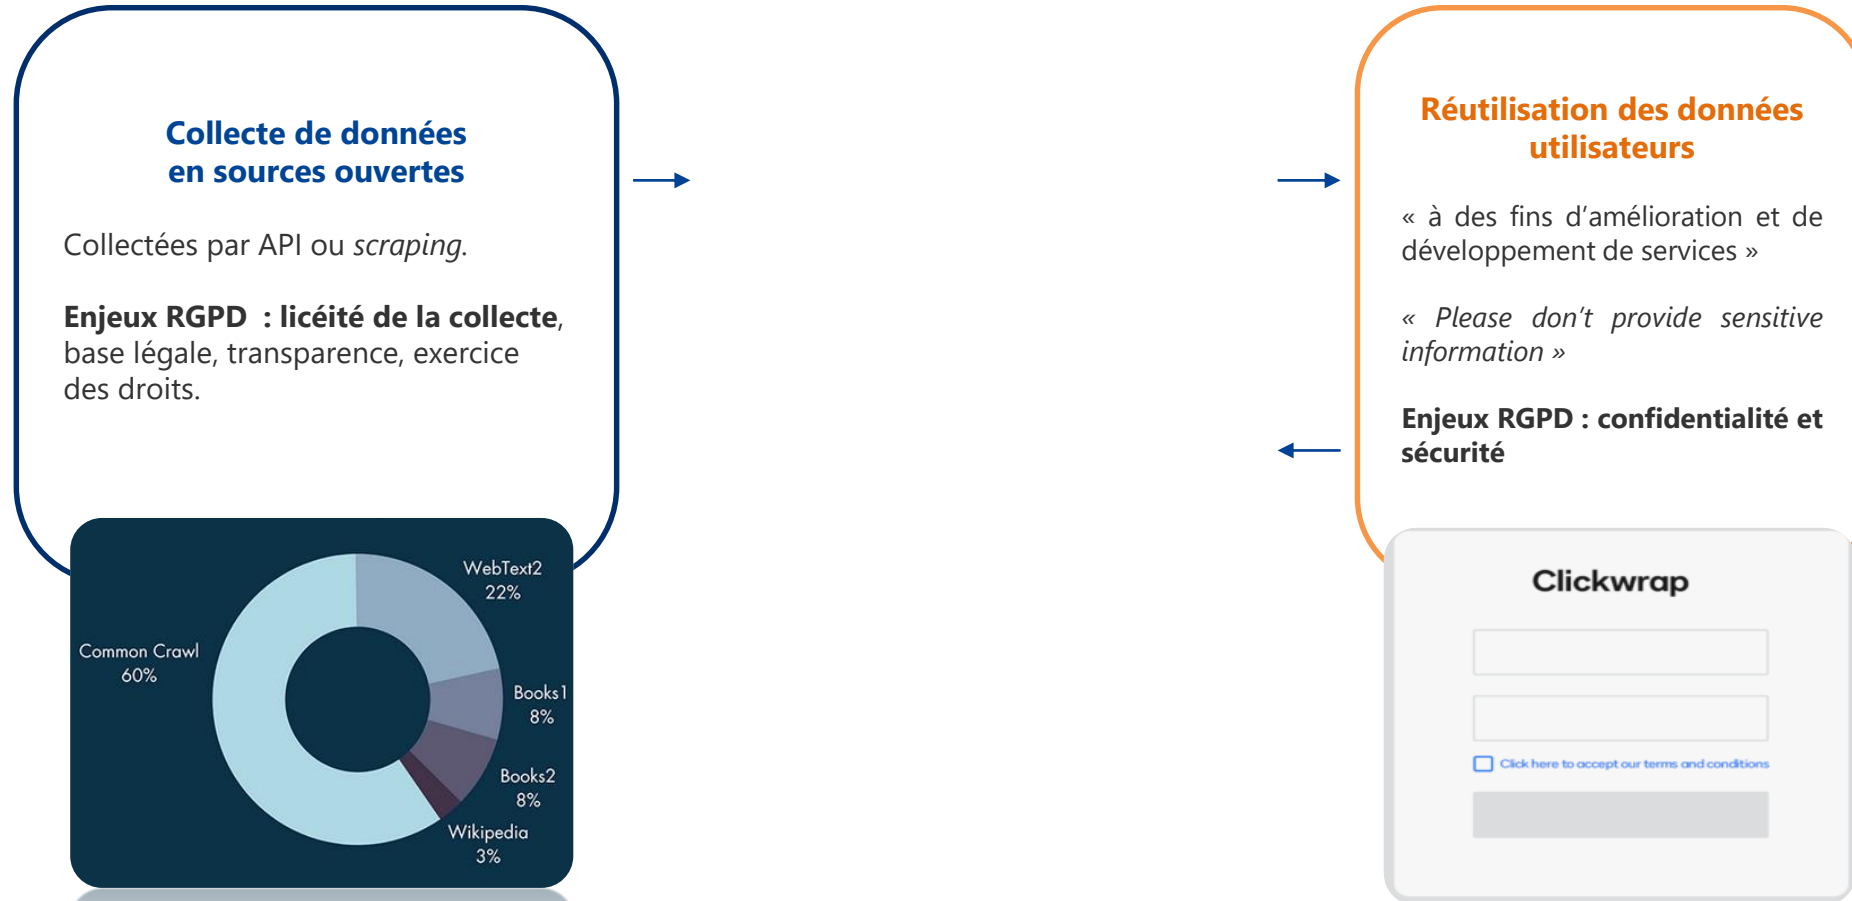 Collecte de données
en sources ouvertes
Collectées par API ou scraping.
Enjeux RGPD : licéité de la collecte,
base légale, transparence, exercice
des droits.
WebText2
22%
Common Crawl
60%
Books1
8%
Books2
8%
Wikipedia
3%
Réutilisation des données
utilisateurs
« à des fins d’amélioration et de
développement de services »
« Please don’t provide sensitive
information »
Enjeux RGPD : confidentialité et
sécurité
Clickwrap
Click here to accept our terms and conditions